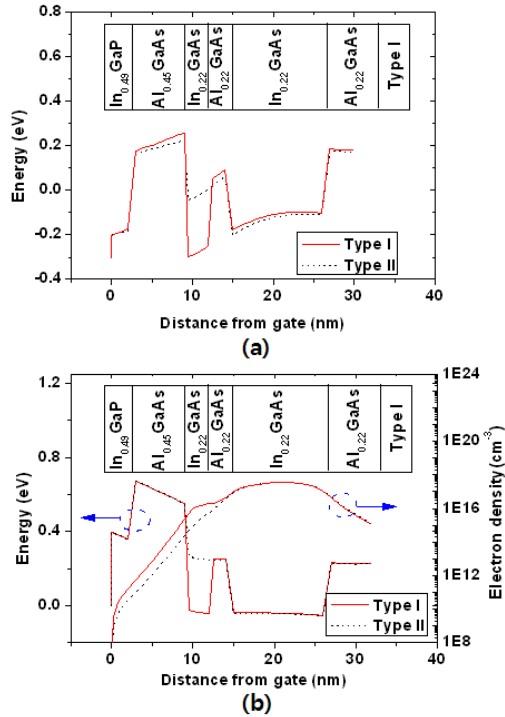 0.8
0.6
0.4
0.2
0.0
-0.2
-0.4
Energy (eV)
In0.49GaP
Al0.45GaAs
In0.22GaAs
Al0.22GaAs
In0.22GaAs
Al0.22GaAs
Type I
Type I
Type II
0 10 20 30 40
Distance from gate (nm)
(a)
1.2
0.8
0.4
0.0
Energy (eV)
In0.49GaP
Al0.45GaAs
In0.22GaAs
Al0.22GaAs
In0.22GaAs
Al0.22GaAs
Type I
1E24
1E20
1E16
1E12
1E8
Electron density(cm-3)
Type I
Type II
0 10 20 30 40
Distance from gate (nm)
(b)